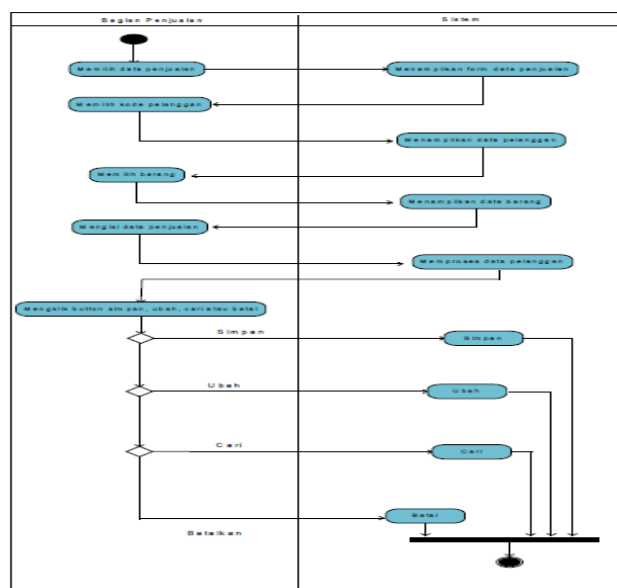 Bagian Penjualan
Sistem
Memilih data penjualan
Menampilkan form data penjualan
Memilih kode pelanggan
Menampilkan data pelanggan
Memilih barang
Menampilkan data barang
Mengisi data penjualan
Memproses data pelanggan
Mengklik button simpan, ubah, cari atau batal
Simpan
Simpan
Ubah
Ubah
Cari
Cari
Batal
Batalkan